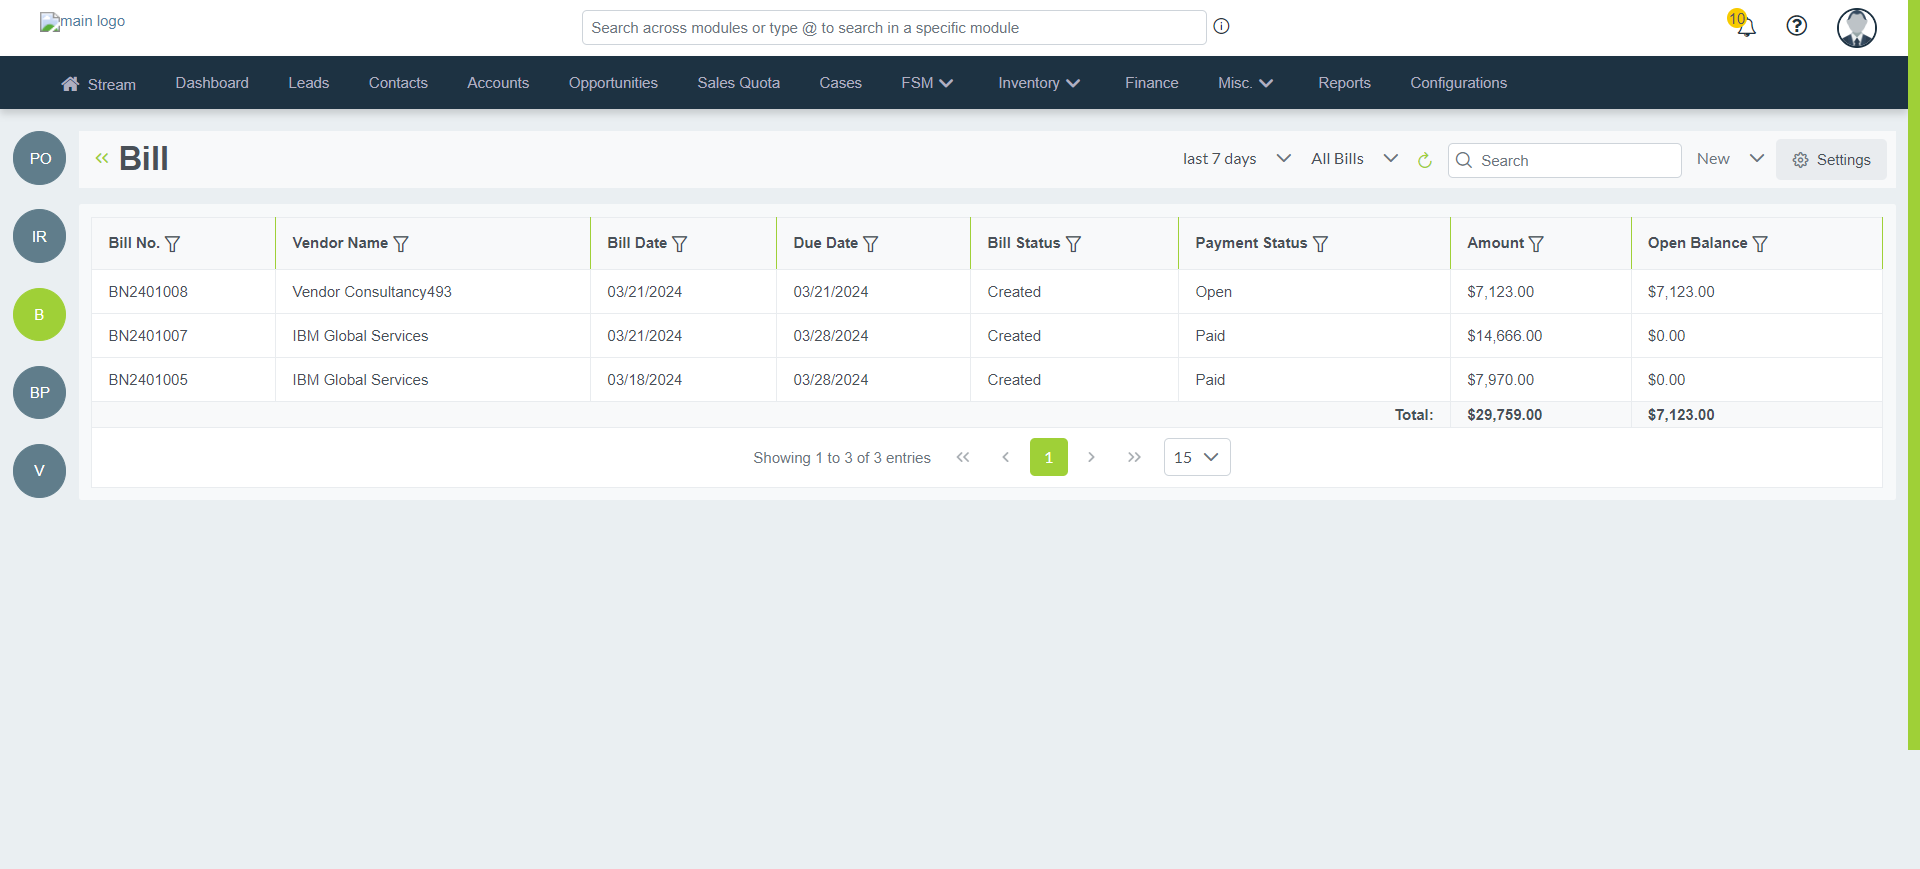 main logo
Search across modules or type @ to search in a specific module
10
Stream Dashboard Leads Contacts Accounts Opportunities Sales Quota Cases FSM Inventory Finance Misc. Reports Configurations
PO
Bill
last 7 days All Bills Search New Settings
IR
Bill No. Vendor Name Bill Date Due Date Bill Status Payment Status Amount Open Balance
BN2401008 Vendor Consultancy493 03/21/2024 03/21/2024 Created Open $7,123.00 $7,123.00
B
BN2401007 IBM Global Services 03/21/2024 03/28/2024 Created Paid $14,666.00 $0.00
BN2401005 IBM Global Services 03/18/2024 03/28/2024 Created Paid $7,970.00 $0.00
BP
Total: $29,759.00 $7,123.00
Showing 1 to 3 of 3 entries 1 15
V